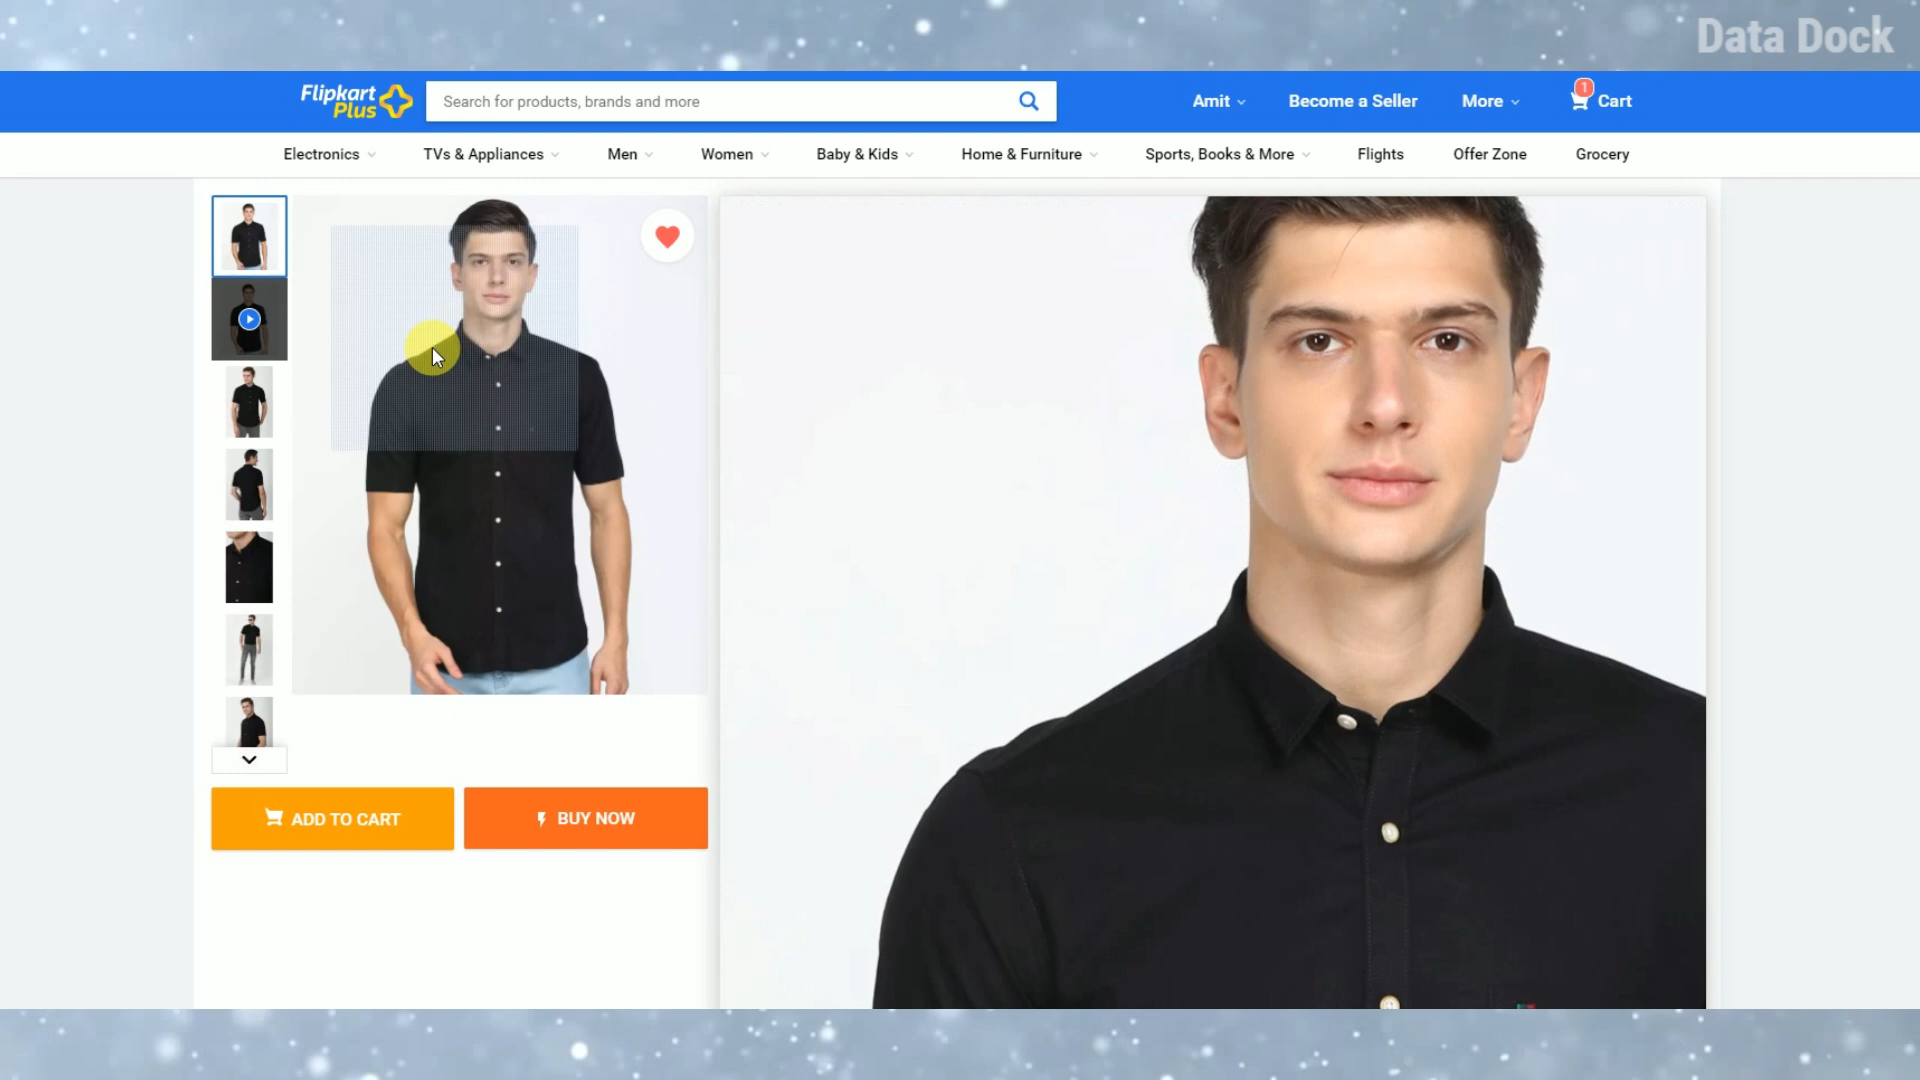 Data Dock
Flipkart
Plus
Search for products, brands and more
Amit
Become a Seller
More
1
Cart
Electronics
TVs & Appliances
Men
Women
Baby & Kids
Home & Furniture
Sports, Books & More
Flights
Offer Zone
Grocery
ADD TO CART
BUY NOW